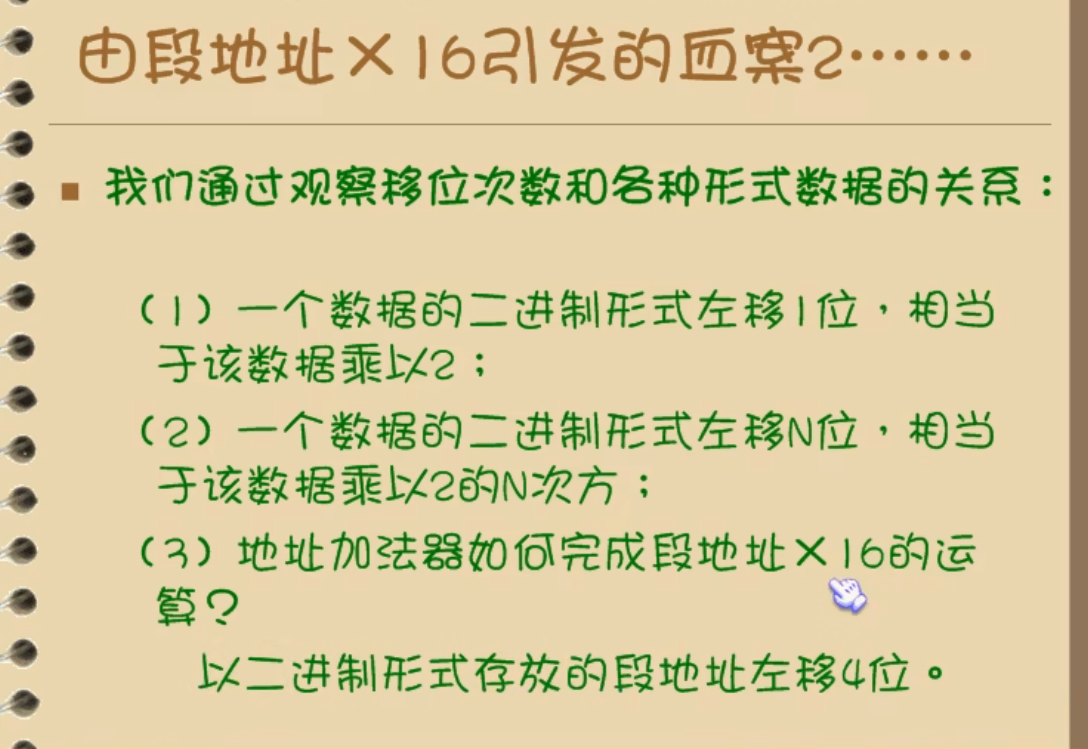 由段地址×16引发的血案2……
我们通过观察移位次数和各种形式数据的关系：
（1）一个数据的二进制形式左移1位，相当
于该数据乘以2；
（2）一个数据的二进制形式左移N位，相当
于该数据乘以2的N次方；
（3）地址加法器如何完成段地址×16的运
算？
以二进制形式存放的段地址左移4位。